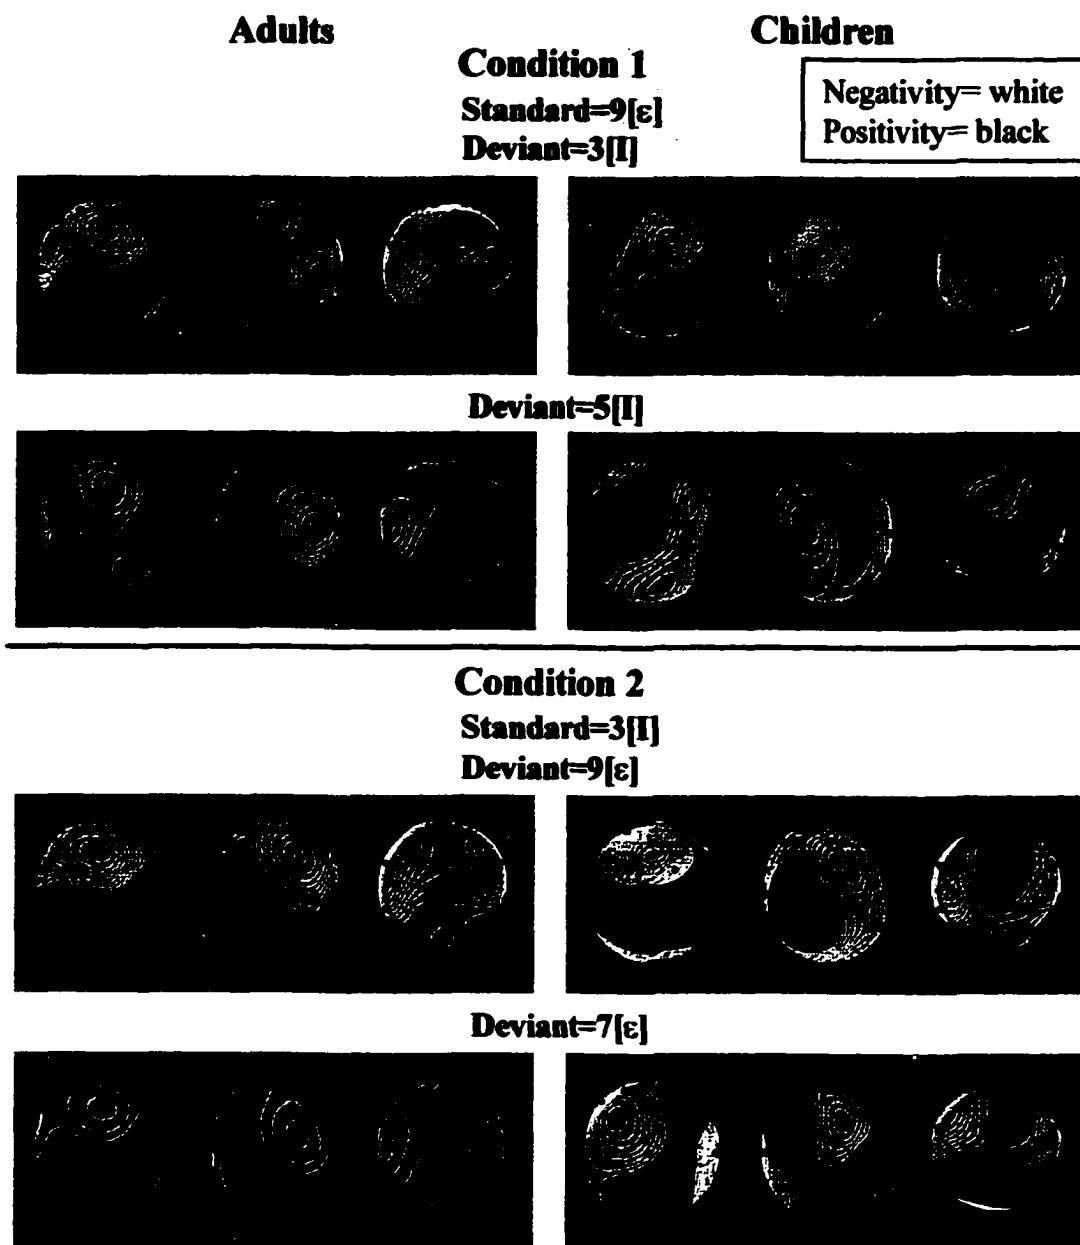 Adults
Children
Condition 1
Standard=9[ε]
Deviant=3[I]
Negativity= white
Positivity= black
Deviant=5[I]
Condition 2
Standard=3[I]
Deviant=9[ε]
Deviant=7[ε]